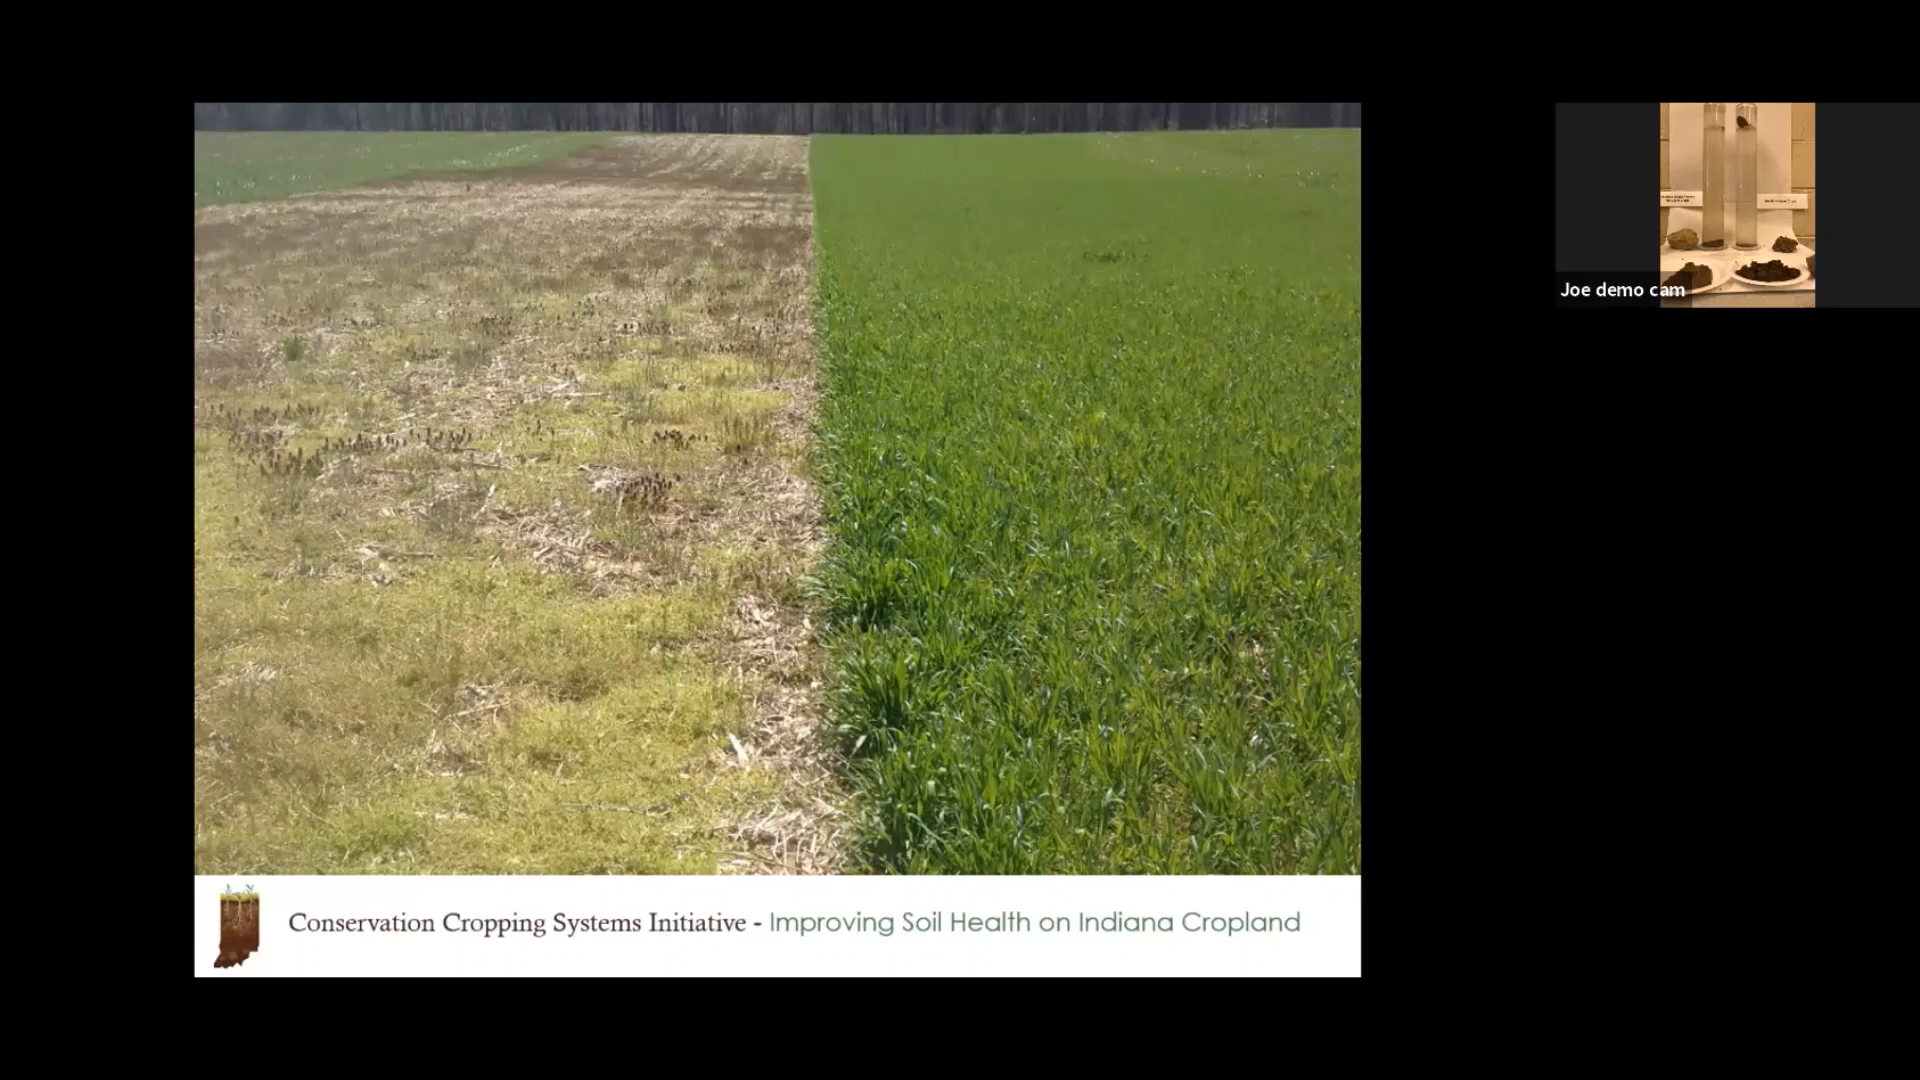 Conservation Cropping Systems Initiative - Improving Soil Health on Indiana Cropland
Joe demo cam